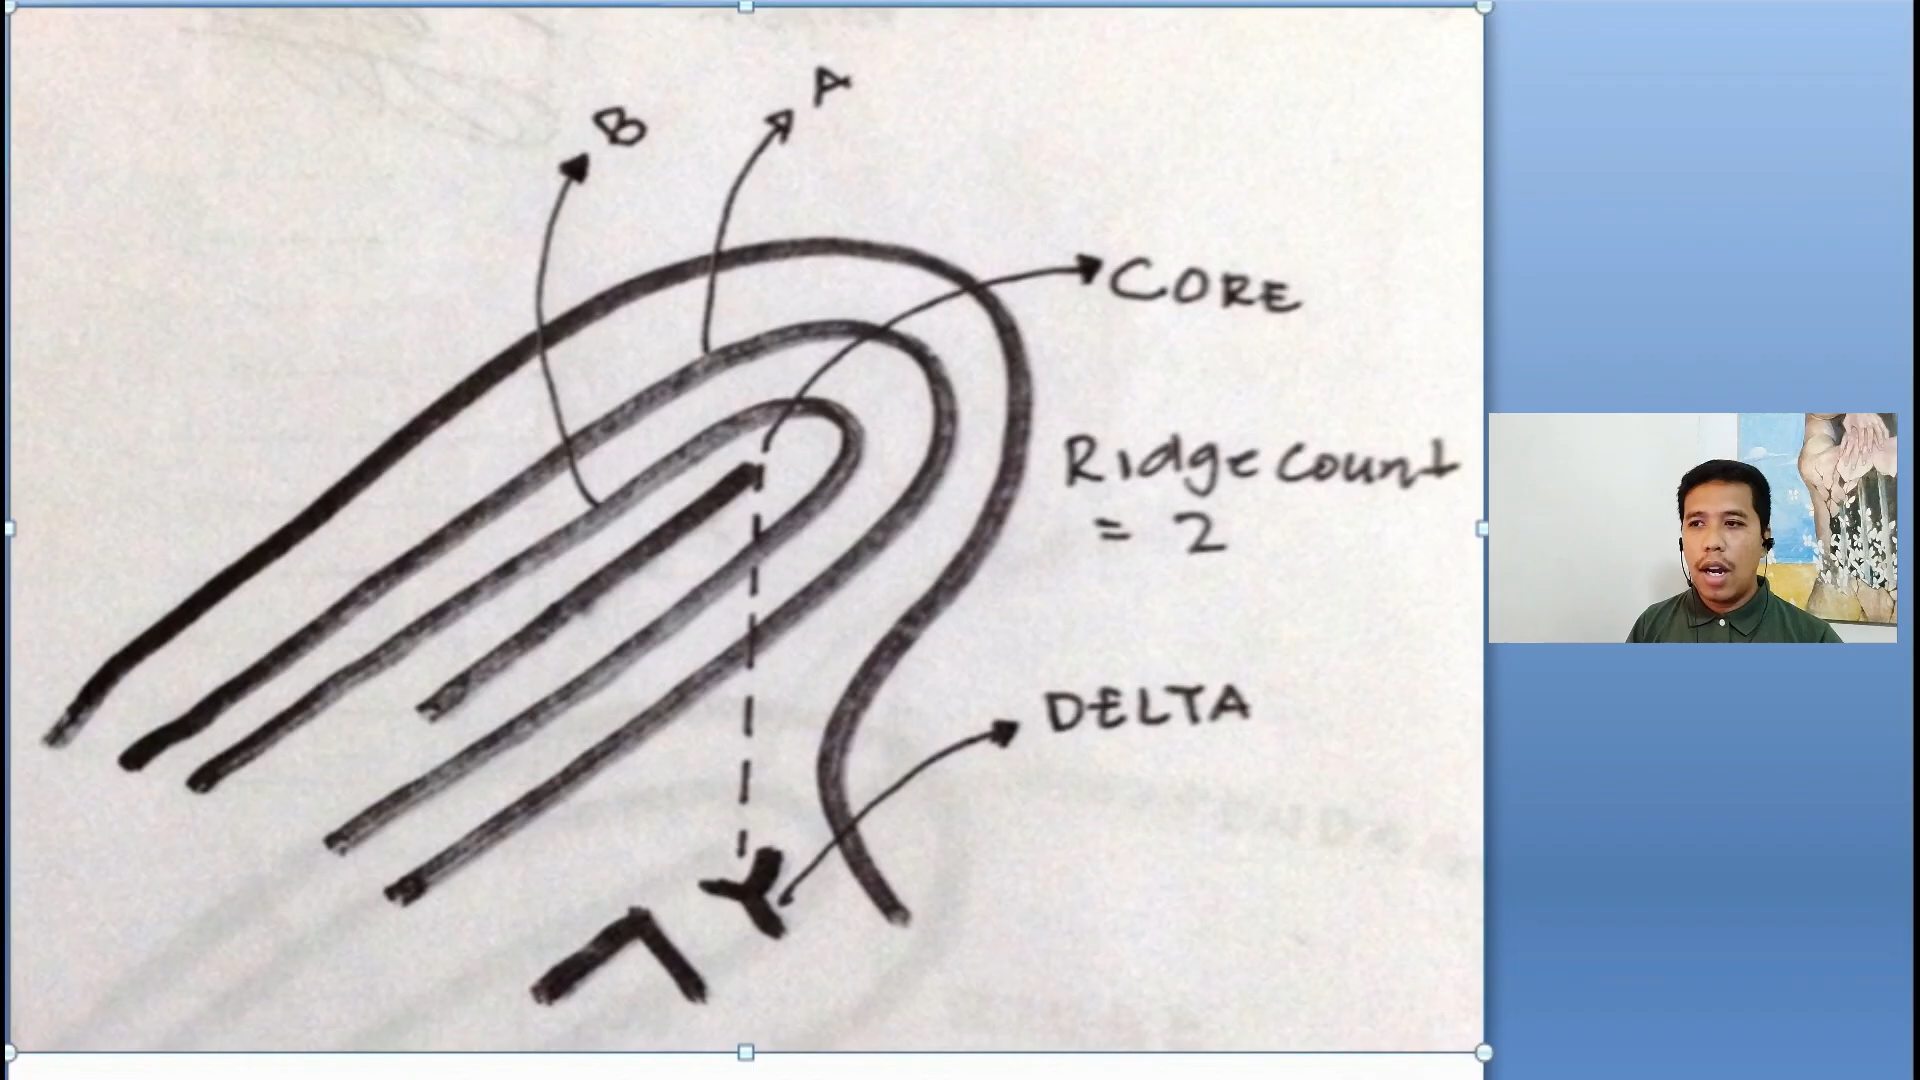 B
A
CORE
Ridge count
= 2
DELTA